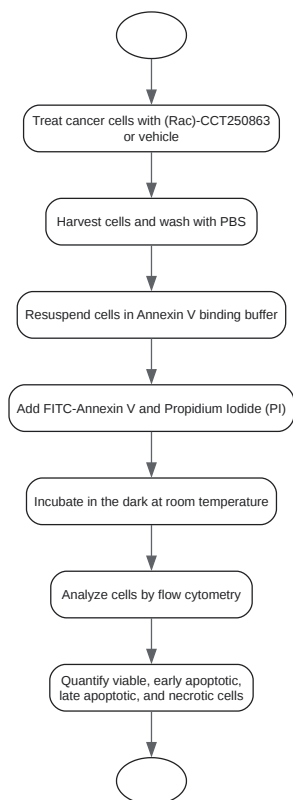 Treat cancer cells with (Rac)-CCT250863
or vehicle
Harvest cells and wash with PBS
Resuspend cells in Annexin V binding buffer
Add FITC-Annexin V and Propidium Iodide (PI)
Incubate in the dark at room temperature
Analyze cells by flow cytometry
Quantify viable, early apoptotic,
late apoptotic, and necrotic cells